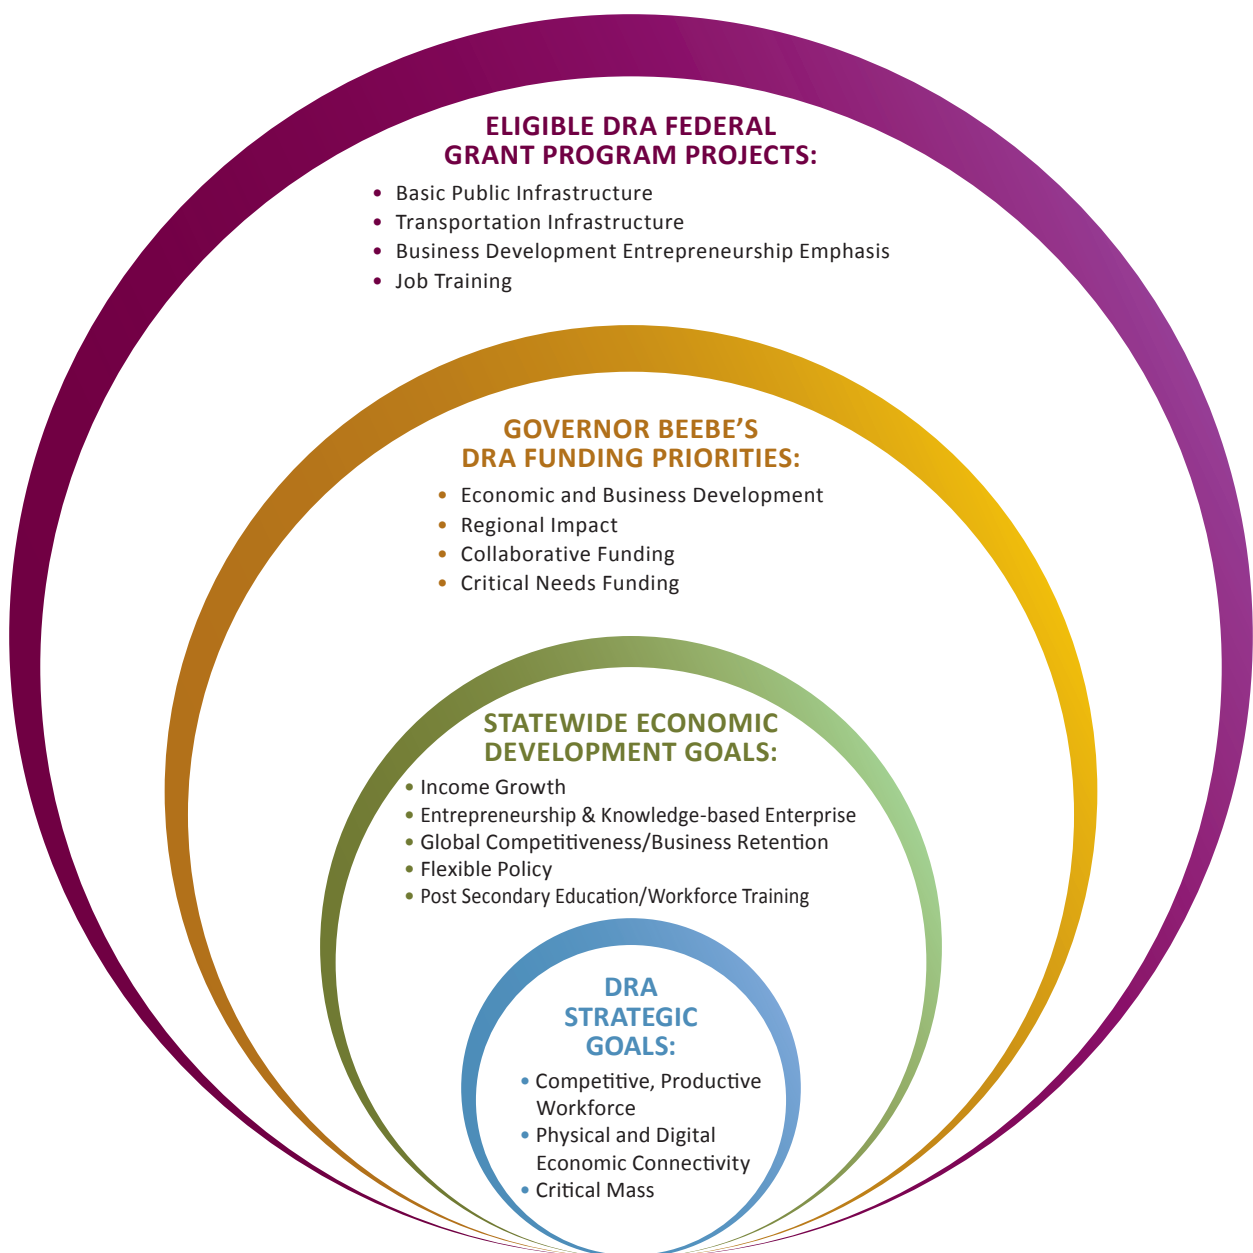 ELIGIBLE DRA FEDERAL
GRANT PROGRAM PROJECTS:
• Basic Public Infrastructure
• Transportation Infrastructure
• Business Development Entrepreneurship Emphasis
• Job Training
GOVERNOR BEEBE’S
DRA FUNDING PRIORITIES:
• Economic and Business Development
• Regional Impact
• Collaborative Funding
• Critical Needs Funding
STATEWIDE ECONOMIC
DEVELOPMENT GOALS:
• Income Growth
• Entrepreneurship & Knowledge-based Enterprise
• Global Competitiveness/Business Retention
• Flexible Policy
• Post Secondary Education/Workforce Training
DRA
STRATEGIC
GOALS:
• Competitive, Productive
Workforce
• Physical and Digital
Economic Connectivity
• Critical Mass